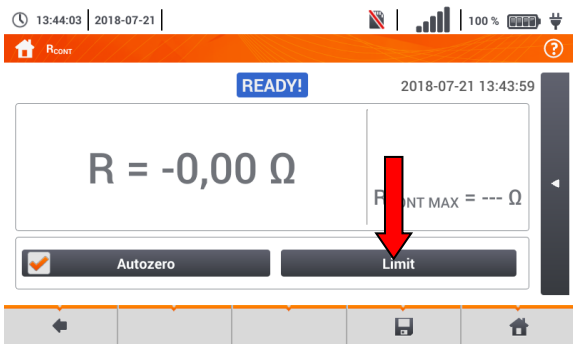 13:44:03 2018-07-21 100 %
RCONT ?
READY! 2018-07-21 13:43:59
R = -0,00 Ω
CONT MAX = --- Ω
Autozero Limit